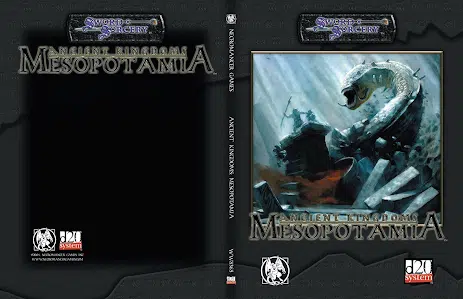 SWORD & SORCERY
ANCIENT KINGDOMS
MESOPOTAMIA
d20
system
NECROMANCER GAMES
ANCIENT KINGDOMS MESOPOTAMIA
SWORD & SORCERY
ANCIENT KINGDOMS
MESOPOTAMIA
d20
system